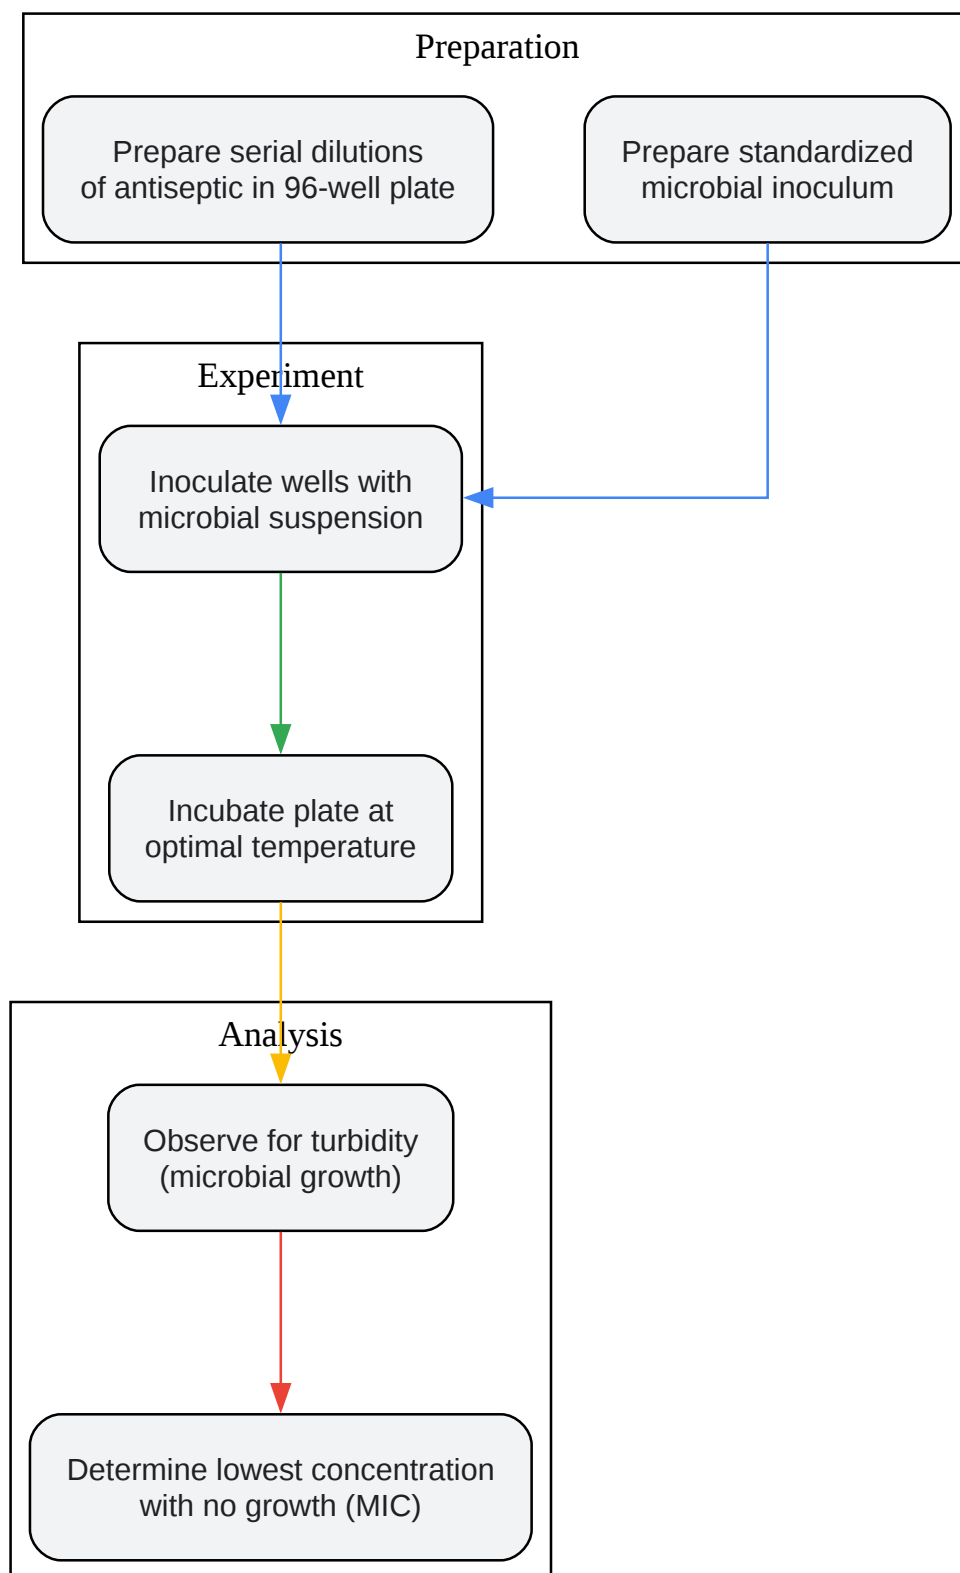 Preparation
Prepare serial dilutions
of antiseptic in 96-well plate
Prepare standardized
microbial inoculum
Experiment
Inoculate wells with
microbial suspension
Incubate plate at
optimal temperature
Analysis
Observe for turbidity
(microbial growth)
Determine lowest concentration
with no growth (MIC)